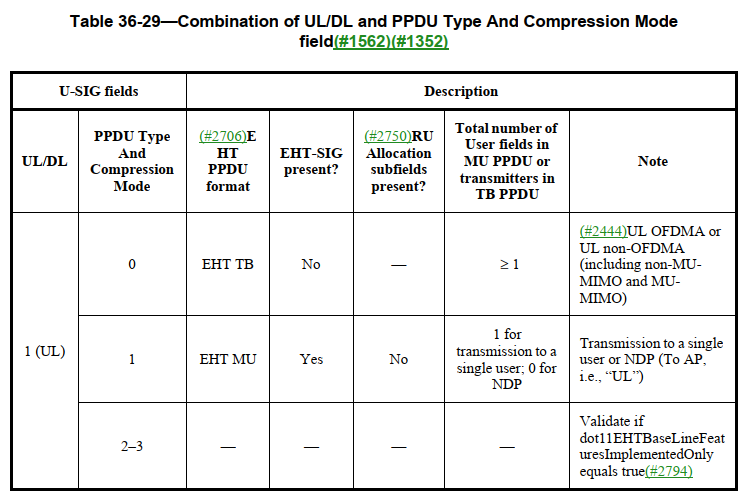 Table 36-29—Combination of UL/DL and PPDU Type And Compression Mode
field(#1562)(#1352)
U-SIG fields
Description
UL/DL
PPDU Type
And
Compression
Mode
(#2706)E
HT
PPDU
format
EHT-SIG
present?
(#2750)RU
Allocation
subfields
present?
Total number of
User fields in
MU PPDU or
transmitters in
TB PPDU
Note
1 (UL)
0
EHT TB
No
—
≥ 1
(#2444)UL OFDMA or
UL non-OFDMA
(including non-MU-
MIMO and MU-
MIMO)
1
EHT MU
Yes
No
1 for
transmission to a
single user; 0 for
NDP
Transmission to a single
user or NDP (To AP,
i.e., “UL”)
2–3
—
—
—
—
Validate if
dot11EHTBaseLineFeat
uresImplementedOnly
equals true(#2794)